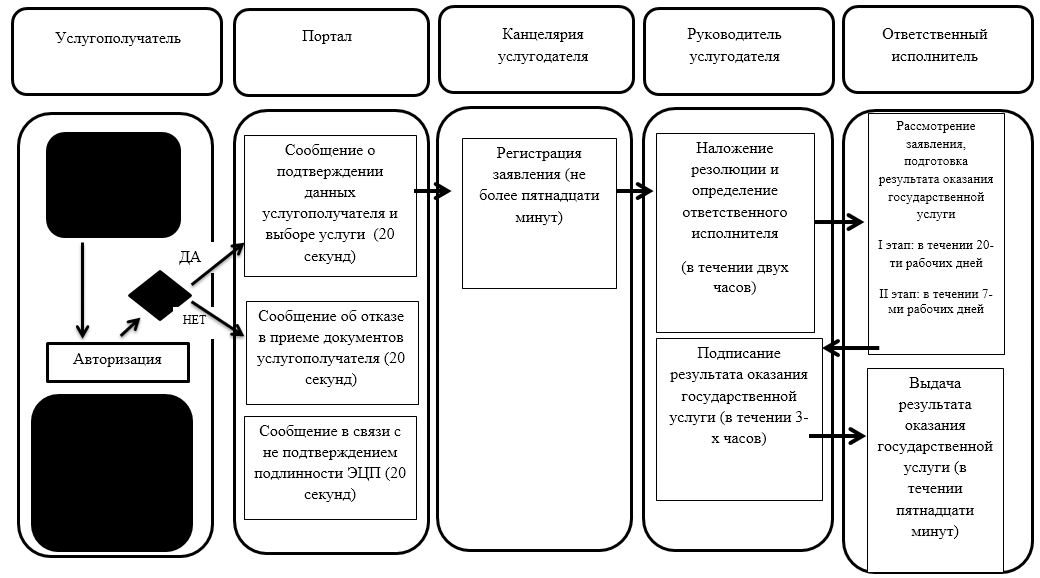 Услугополучатель
Портал
Канцелярия
услугодателя
Руководитель
услугодателя
Ответственный
исполнитель
ДА
НЕТ
Авторизация
Сообщение о
подтверждении
данных
услугополучателя и
выборе услуги (20
секунд)
Сообщение об отказе
в приеме документов
услугополучателя (20
секунд)
Сообщение в связи с
не подтверждением
подлинности ЭЦП (20
секунд)
Регистрация
заявления (не
более пятнадцати
минут)
Наложение
резолюции и
определение
ответственного
исполнителя
(в течении двух
часов)
Подписание
результата оказания
государственной
услуги (в течении 3-
х часов)
Рассмотрение
заявления,
подготовка
результата оказания
государственной
услуги
I этап: в течении 20-
ти рабочих дней
II этап: в течении 7-
ми рабочих дней
Выдача
результата
оказания
государственной
услуги (в
течении
пятнадцати
минут)